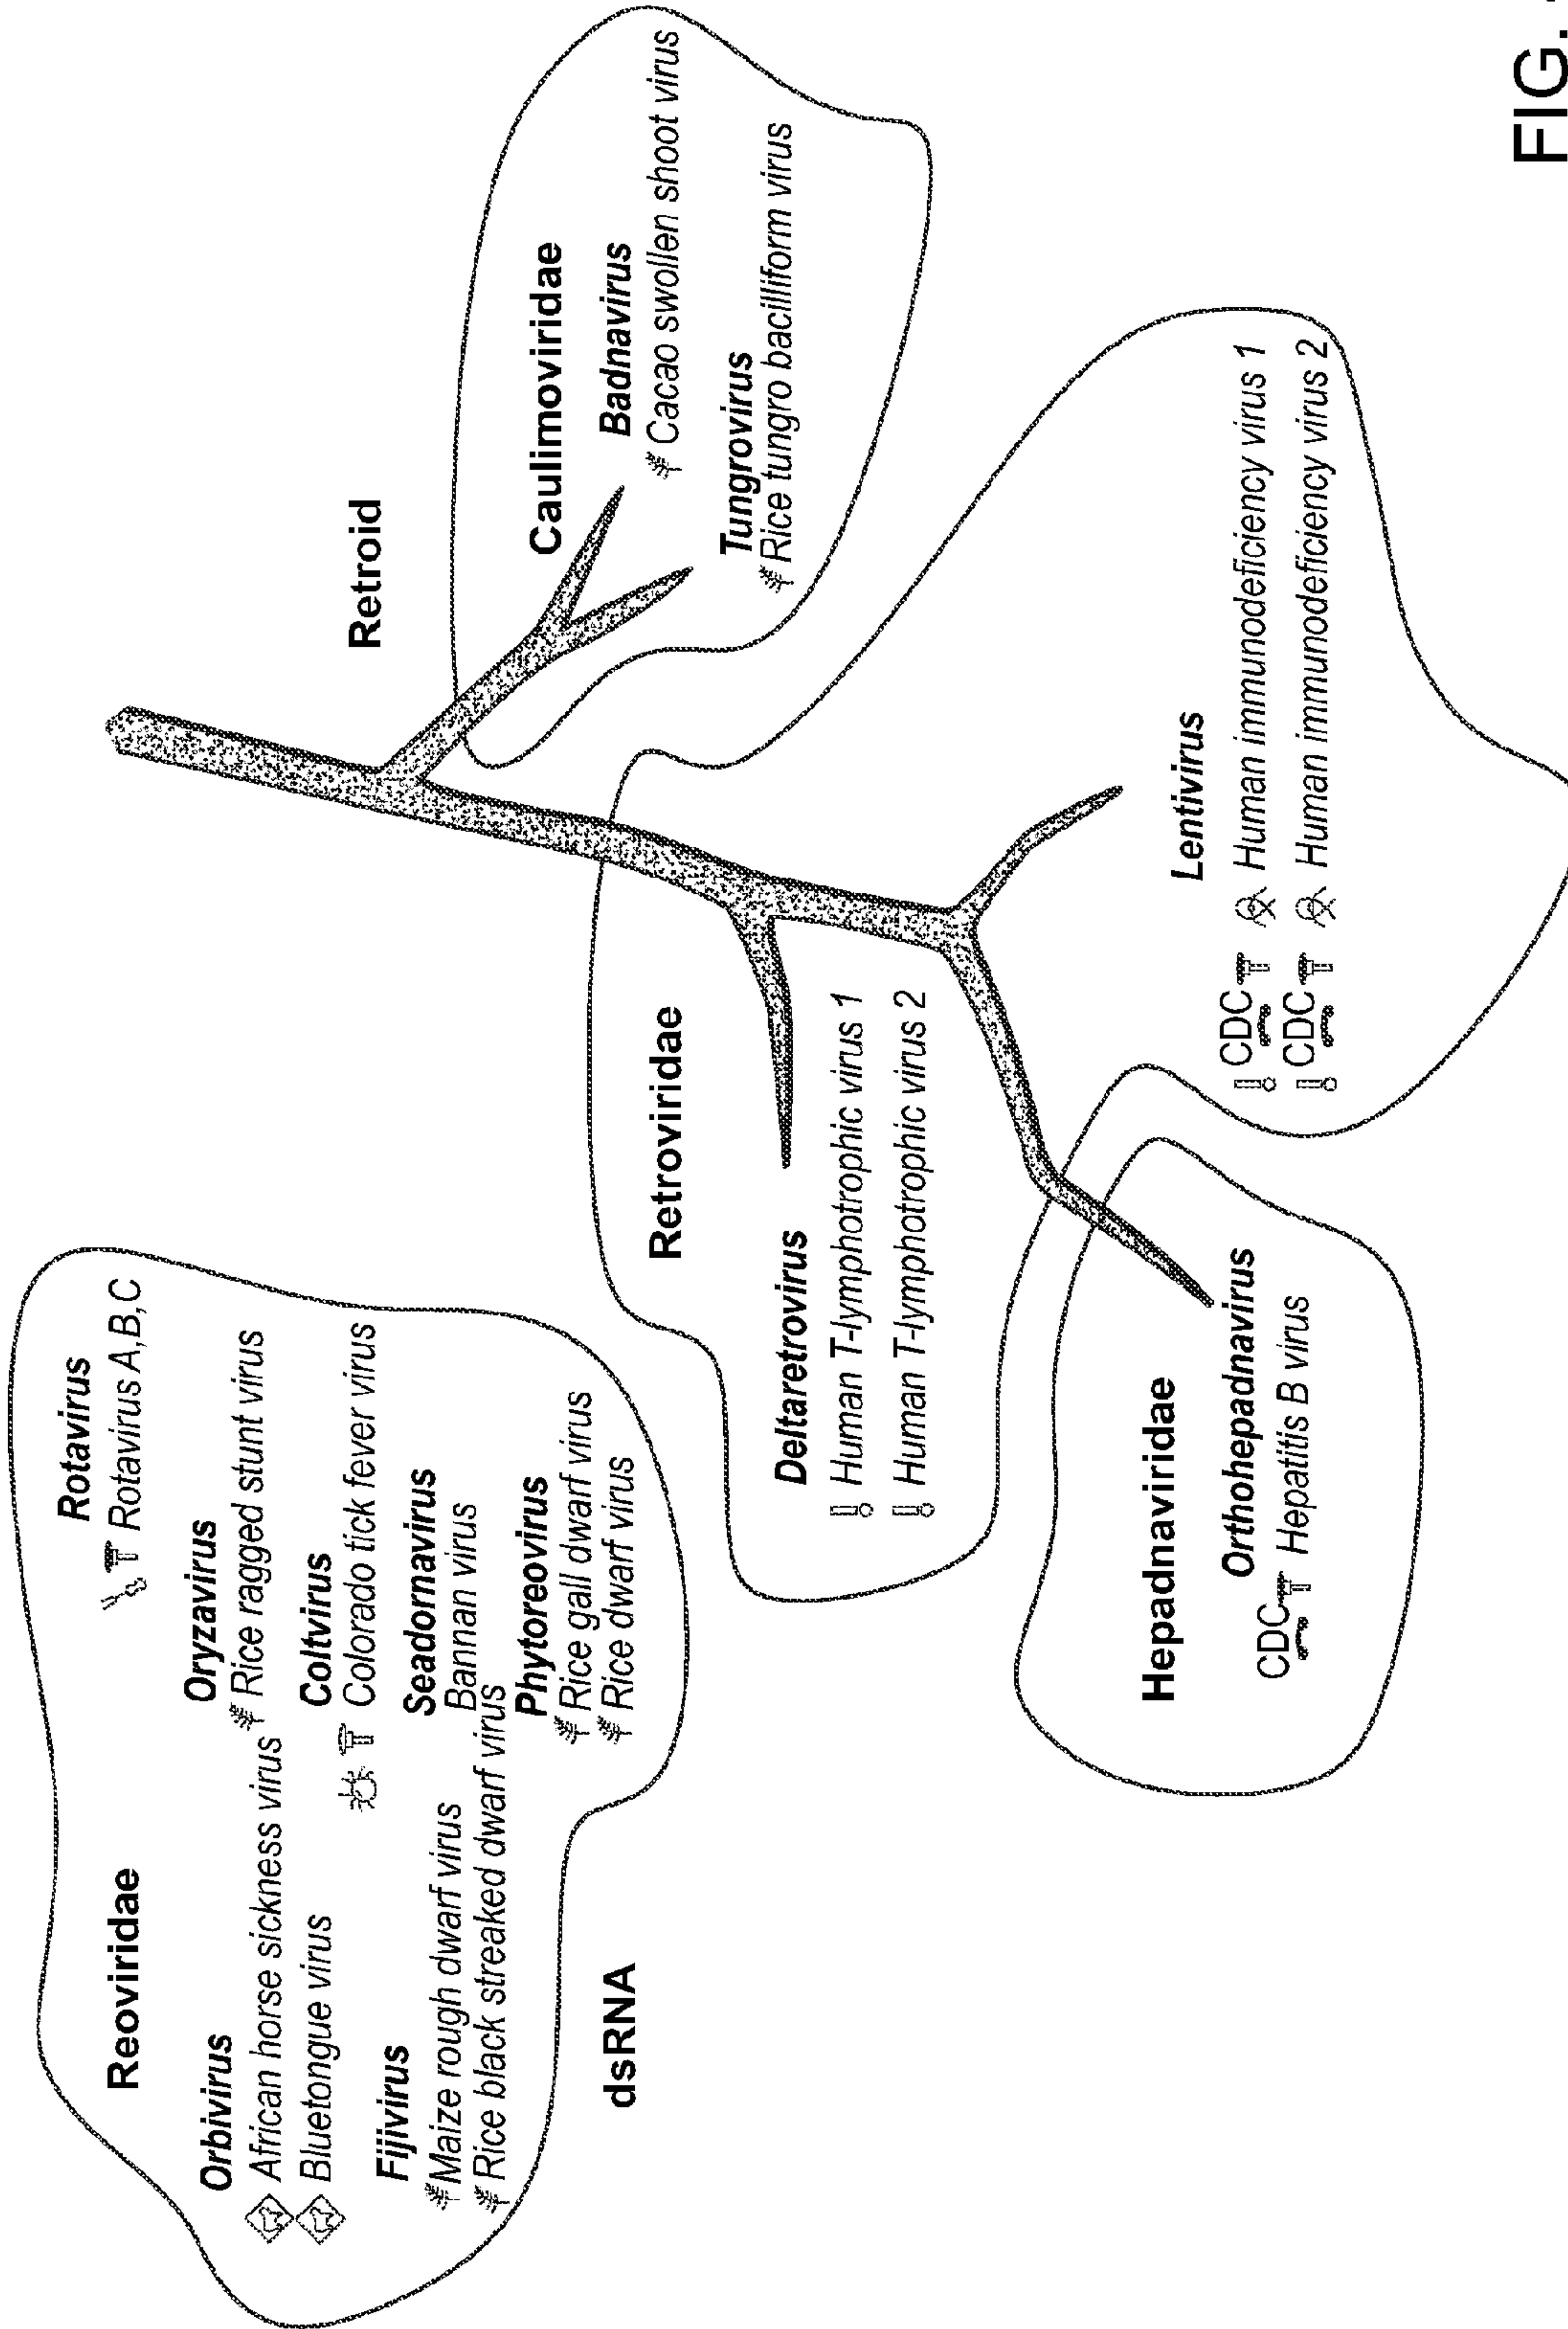 Reoviridae
Rotavirus
Rotavirus A,B,C
Orbivirus
African horse sickness virus
Bluetongue virus
Oryzavirus
Rice ragged stunt virus
Coltvirus
Colorado tick fever virus
Fijivirus
Maize rough dwarf virus
Rice black streaked dwarf virus
Seadornavirus
Bannan virus
Phytoreovirus
Rice gall dwarf virus
Rice dwarf virus
dsRNA
Retroid
Caulimoviridae
Badnavirus
Cacao swollen shoot virus
Tungrovirus
Rice tungro bacilliform virus
Retroviridae
Deltaretrovirus
Human T-lymphotrophic virus 1
Human T-lymphotrophic virus 2
Lentivirus
CDC Human immunodeficiency virus 1
CDC Human immunodeficiency virus 2
Hepadnaviridae
Orthohepadnavirus
CDC Hepatitis B virus
FIG.